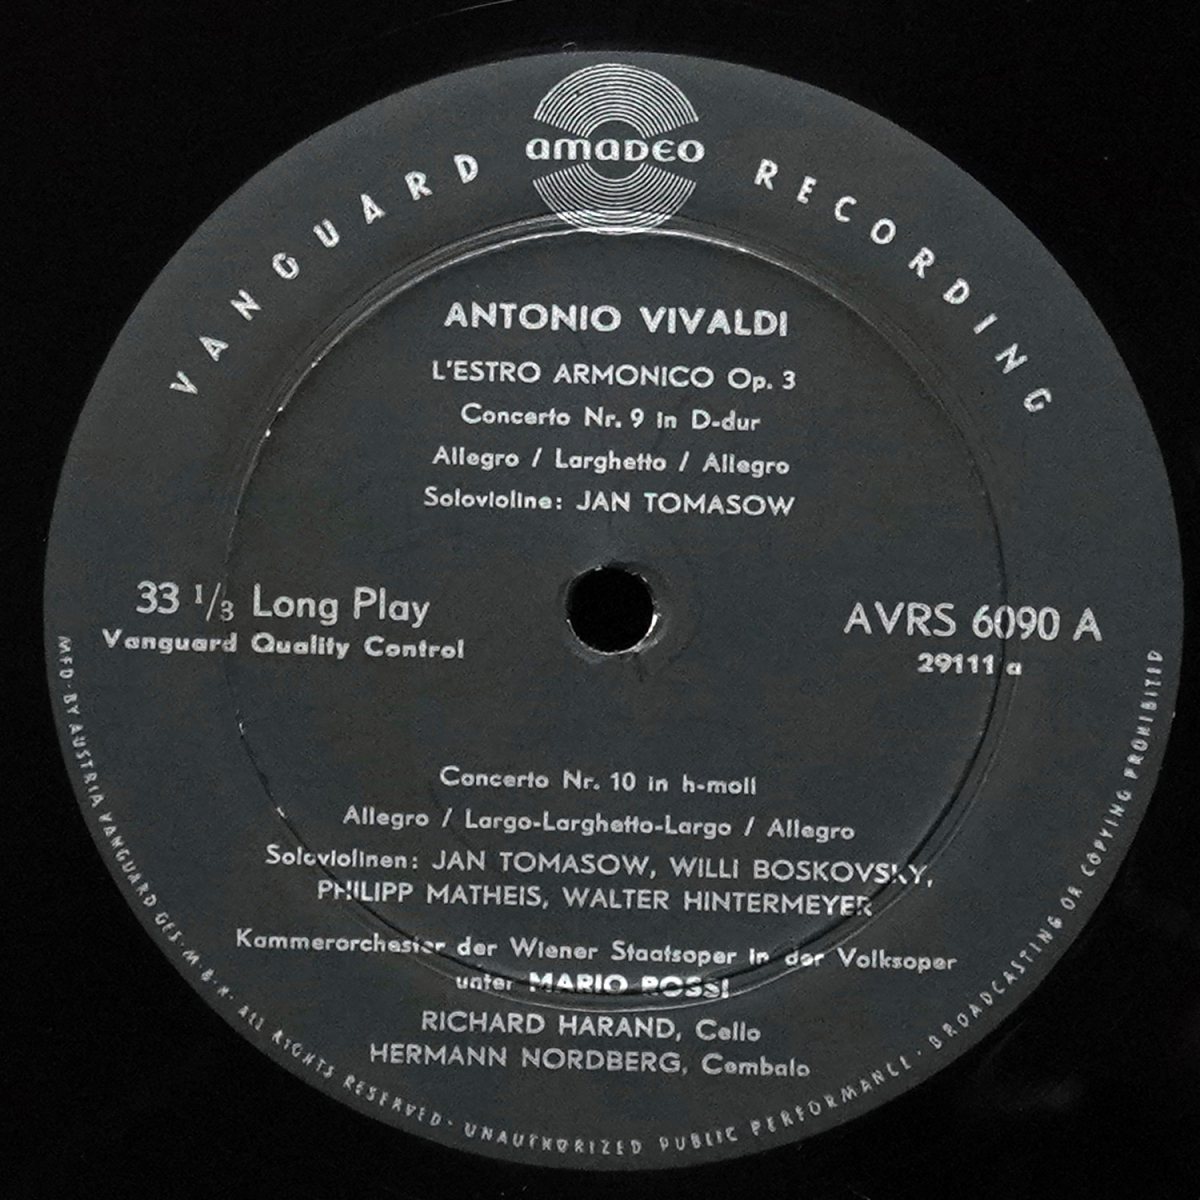 amadeo
VANGUARD RECORDING
ANTONIO VIVALDI
L'ESTRO ARMONICO Op. 3
Concerto Nr. 9 in D-dur
Allegro / Larghetto / Allegro
Solovioline: JAN TOMASOW
33 1/3 Long Play
Vanguard Quality Control
AVRS 6090 A
29111 a
Concerto Nr. 10 in h-moll
Allegro / Largo-Larghetto-Largo / Allegro
Soloviolinen: JAN TOMASOW, WILLI BOSKOVSKY,
PHILIPP MATHEIS, WALTER HINTERMEYER
Kammerorchester der Wiener Staatsoper in der Volksoper
unter MARIO ROSSI
RICHARD HARAND, Cello
HERMANN NORDBERG, Cembalo
MFD·BY AUSTRIA VANGUARD GES·M·B·H· ALL RIGHTS RESERVED· UNAUTHORIZED PUBLIC PERFORMANCE· BROADCASTING OR COPYING PROHIBITED